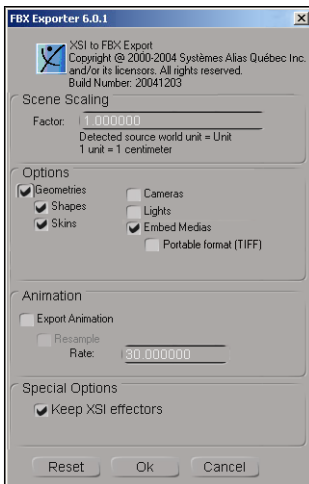 FBX Exporter 6.0.1
XSI to FBX Export
Copyright @ 2000-2004 Systèmes Alias Québec Inc.
and/or its licensors. All rights reserved.
Build Number: 20041203
Scene Scaling
Factor: 1.000000
Detected source world unit = Unit
1 unit = 1 centimeter
Options
Geometries
Shapes
Skins
Cameras
Lights
Embed Medias
Portable format (TIFF)
Animation
Export Animation
Resample
Rate: 30.000000
Special Options
Keep XSI effectors
Reset Ok Cancel